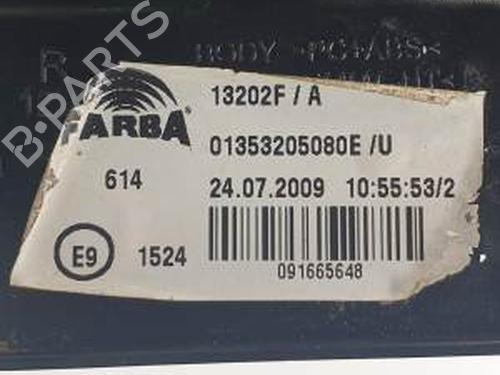 R
BODY >PC+ABS<
FARBA
13202F / A
01353205080E /U
614
24.07.2009 10:55:53/2
E9
1524
091665648
B-PARTS